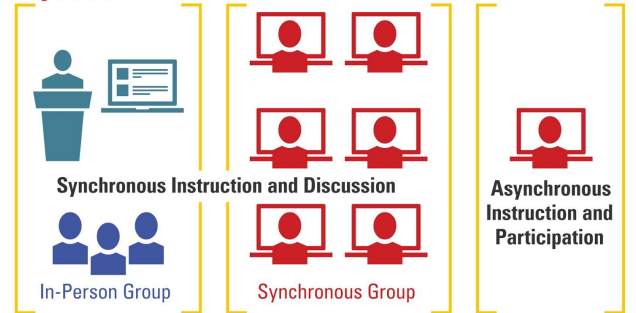 Synchronous Instruction and Discussion
In-Person Group
Synchronous Group
Asynchronous
Instruction and
Participation